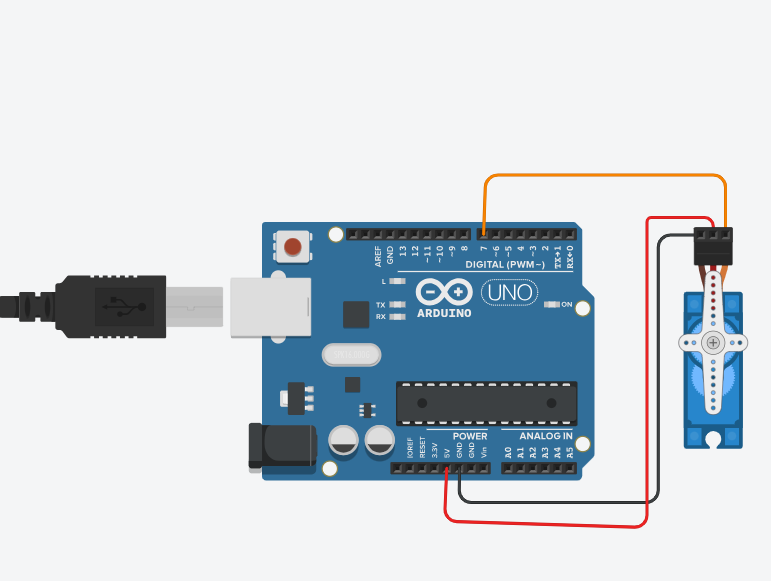 AREF
GND
13
12
~11
~10
~9
8
7
~6
~5
4
~3
2
TX→1
RX←0
DIGITAL (PWM~)
L
TX
RX
ARDUINO
UNO
ON
POWER
ANALOG IN
IOREF
RESET
3.3V
5V
GND
GND
Vin
A0
A1
A2
A3
A4
A5